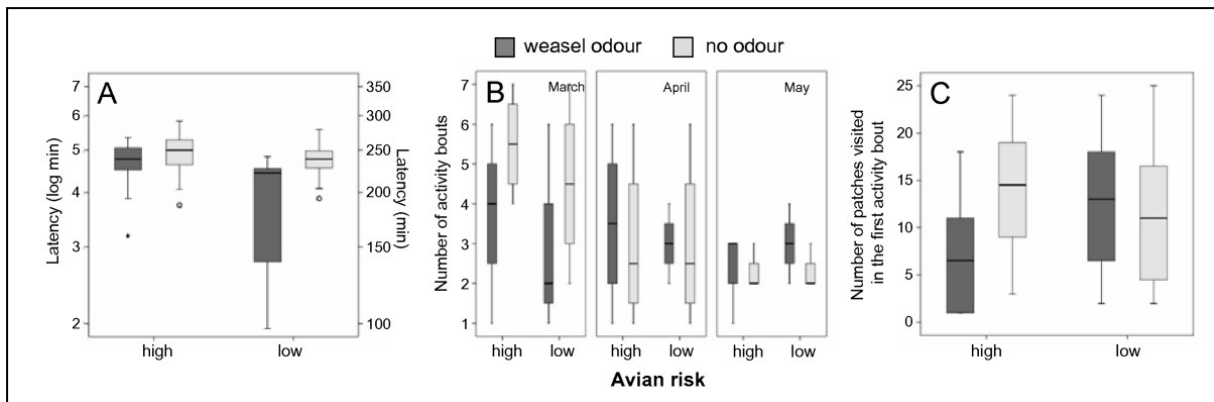 weasel odour
no odour
A
7
6
5
4
3
2
Latency (log min)
350
300
250
200
150
100
Latency (min)
high
low
B
March
April
May
7
6
5
4
3
2
1
Number of activity bouts
high
low
high
low
high
low
Avian risk
C
25
20
15
10
5
0
Number of patches visited
in the first activity bout
high
low